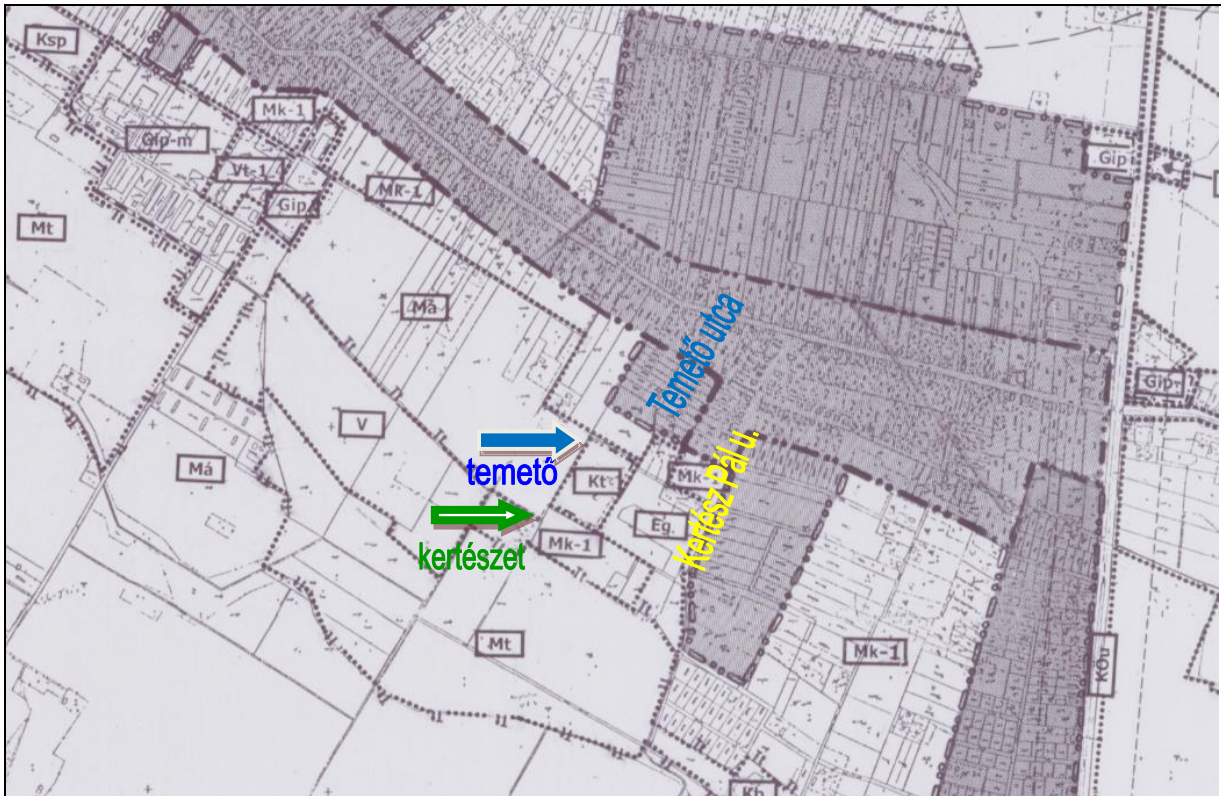 Ksp
Mk-1
Gip-m
Gip
Vt-1
Mk-1
Gip
Mt
Má
Gip
Temető utca
V
Má
temető
Kt
Mk
Kertész Pál u.
Eg
kertészet
Mk-1
Mt
Mk-1
KÖu
Kb